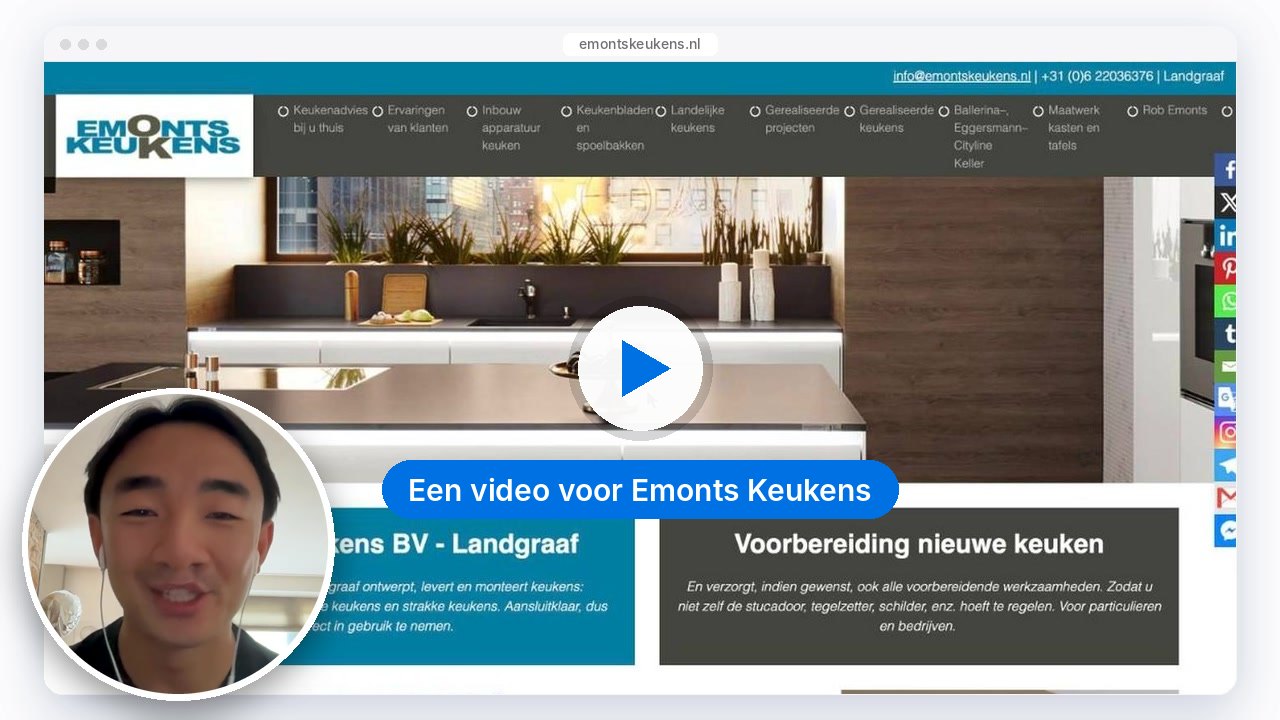 emontskeukens.nl
info@emontskeukens.nl | +31 (0)6 22036376 | Landgraaf
EMONTS
KEUKENS
Keukenadvies
bij u thuis
Ervaringen
van klanten
Inbouw
apparatuur
keuken
Keukenbladen
en
spoelbakken
Landelijke
keukens
Gerealiseerde
projecten
Gerealiseerde
keukens
Ballerina–,
Eggersmann–
Cityline
Keller
Maatwerk
kasten en
tafels
Rob Emonts
Een video voor Emonts Keukens
kens BV - Landgraaf
graaf ontwerpt, levert en monteert keukens:
e keukens en strakke keukens. Aansluitklaar, dus
ect in gebruik te nemen.
Voorbereiding nieuwe keuken
En verzorgt, indien gewenst, ook alle voorbereidende werkzaamheden. Zodat u
niet zelf de stucadoor, tegelzetter, schilder, enz. hoeft te regelen. Voor particulieren
en bedrijven.